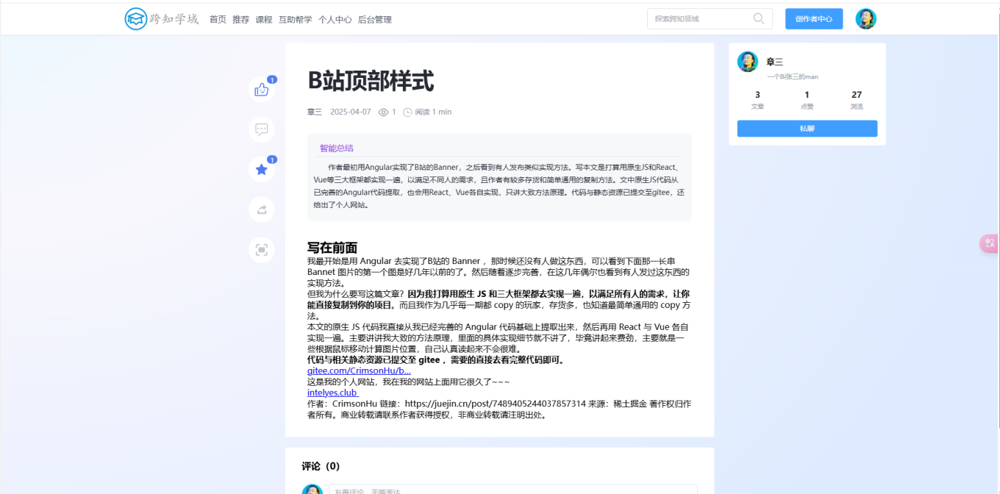 跨知学域 首页 推荐 课程 互助帮学 个人中心 后台管理 探索跨知领域 创作者中心
B站顶部样式
章三 2025-04-07 1 阅读 1 min
1
1
智能总结
作者最初用Angular实现了B站的Banner，之后看到有人发布类似实现方法。写本文是打算用原生JS和React、
Vue等三大框架都实现一遍，以满足不同人的需求，且作者有较多存货和简单通用的复制方法。文中原生JS代码从
已完善的Angular代码提取，也会用React、Vue各自实现，只讲大致方法原理。代码与静态资源已提交至gitee，还
给出了个人网站。
写在前面
我最开始是用 Angular 去实现了B站的 Banner ，那时候还没有人做这东西，可以看到下面那一长串
Bannet 图片的第一个图是好几年以前的了。然后随着逐步完善，在这几年偶尔也看到有人发过这东西的
实现方法。
但我为什么要写这篇文章？因为我打算用原生 JS 和三大框架都去实现一遍，以满足所有人的需求，让你
能直接复制到你的项目。而且我作为几乎每一期都 copy 的玩家，存货多，也知道最简单通用的 copy 方
法。
本文的原生 JS 代码我直接从我已经完善的 Angular 代码基础上提取出来，然后再用 React 与 Vue 各自
实现一遍。主要讲讲我大致的方法原理，里面的具体实现细节就不讲了，毕竟讲起来费劲，主要就是一
些根据鼠标移动计算图片位置，自己认真读起来不会很难。
代码与相关静态资源已提交至 gitee ，需要的直接去看完整代码即可。
gitee.com/CrimsonHu/b...
这是我的个人网站，我在我的网站上面用它很久了~~~
intelyes.club
作者：CrimsonHu 链接：https://juejin.cn/post/7489405244037857314 来源：稀土掘金 著作权归作
者所有。商业转载请联系作者获得授权，非商业转载请注明出处。
评论（0）
友善评论，平等表达
章三
一个叫张三的man
3 1 27
文章 点赞 浏览
私聊